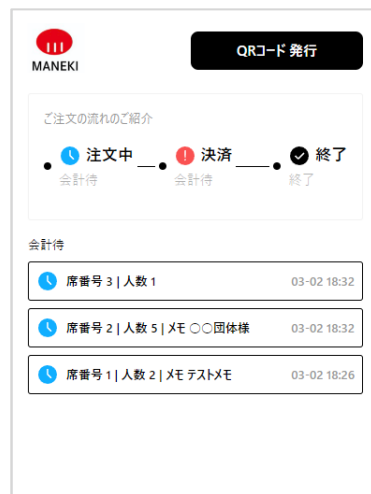 MANEKI
QRコード 発行
ご注文の流れのご紹介
注文中
決済
終了
会計待
会計待
終了
会計待
席番号 3 | 人数 1 03-02 18:32
席番号 2 | 人数 5 | メモ 〇〇団体様 03-02 18:32
席番号 1 | 人数 2 | メモ テストメモ 03-02 18:26